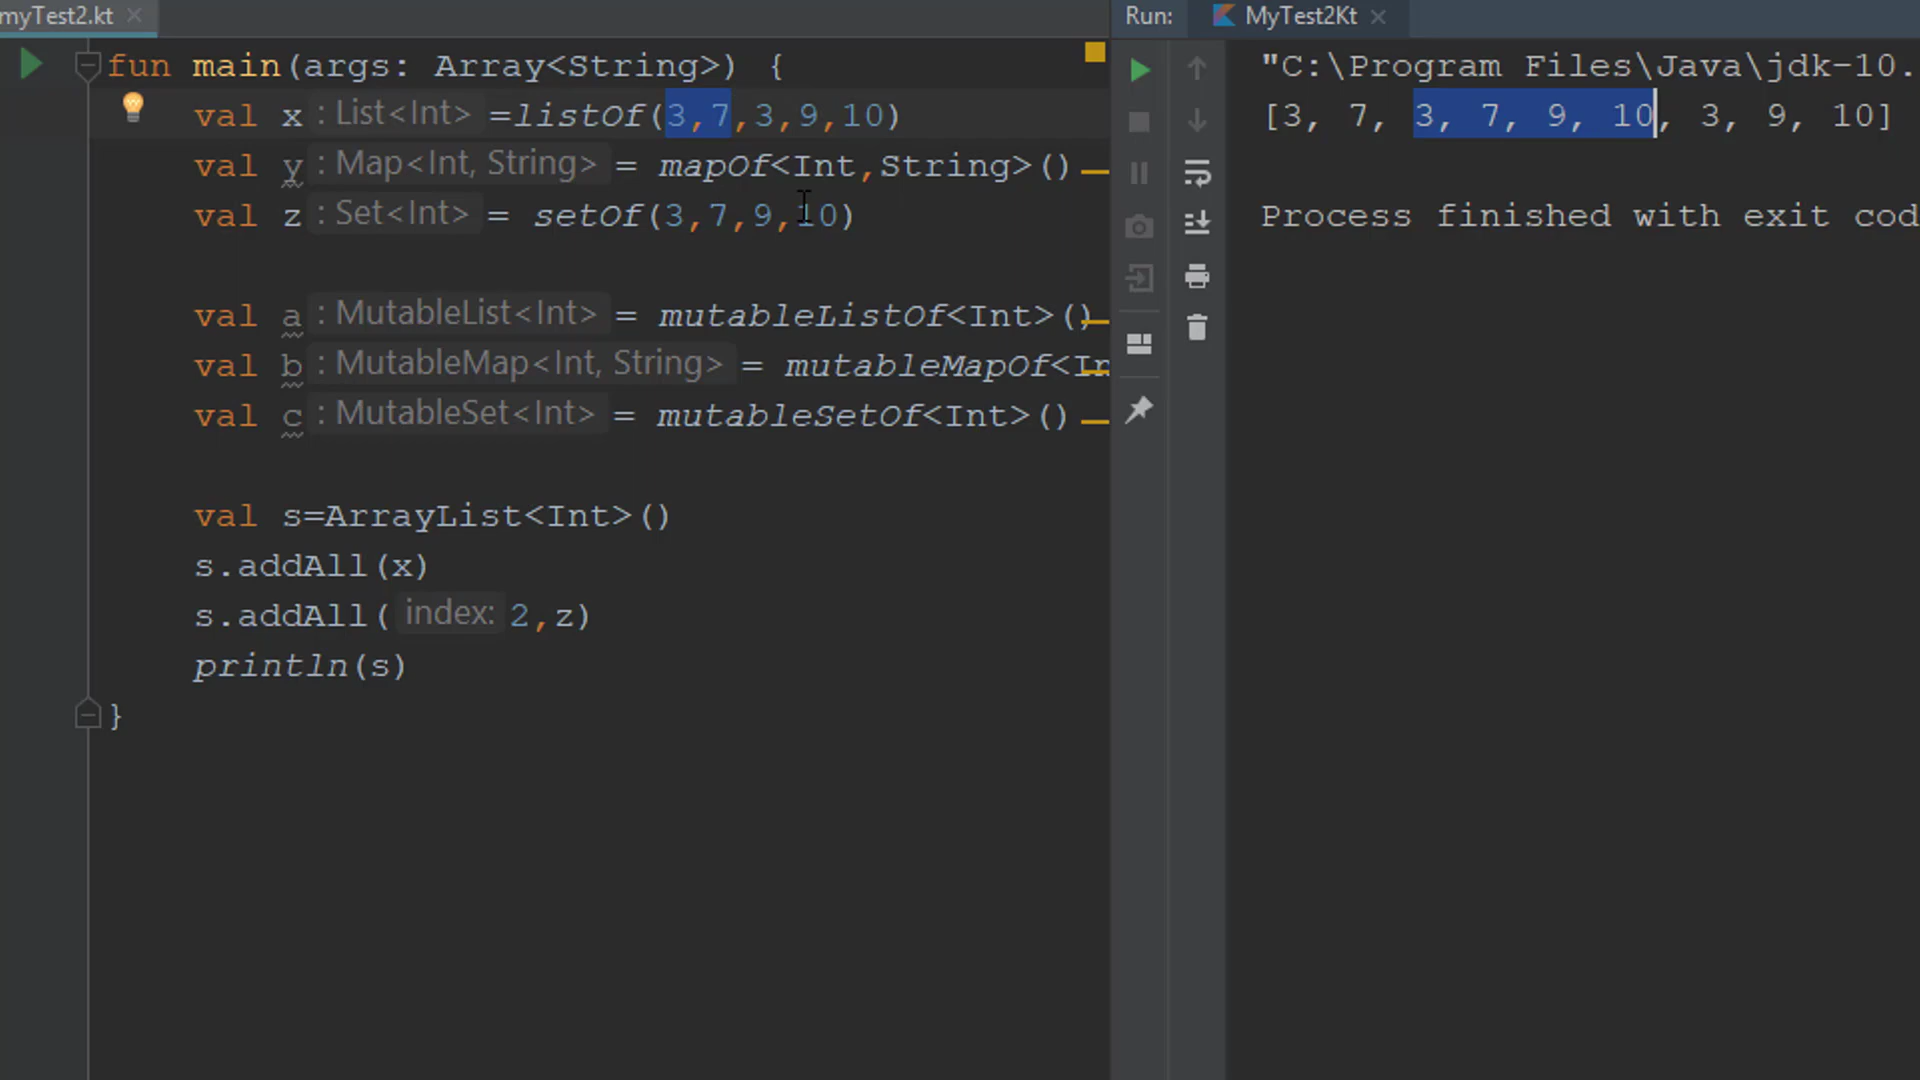 myTest2.kt
fun main(args: Array<String>) {
val x : List<Int> =listOf(3,7,3,9,10)
val y : Map<Int, String> = mapOf<Int,String>()
val z : Set<Int> = setOf(3,7,9,10)
val a : MutableList<Int> = mutableListOf<Int>()
val b : MutableMap<Int, String> = mutableMapOf<In
val c : MutableSet<Int> = mutableSetOf<Int>()
val s=ArrayList<Int>()
s.addAll(x)
s.addAll( index: 2,z)
println(s)
}
Run: MyTest2Kt
"C:\Program Files\Java\jdk-10.
[3, 7, 3, 7, 9, 10, 3, 9, 10]
Process finished with exit cod